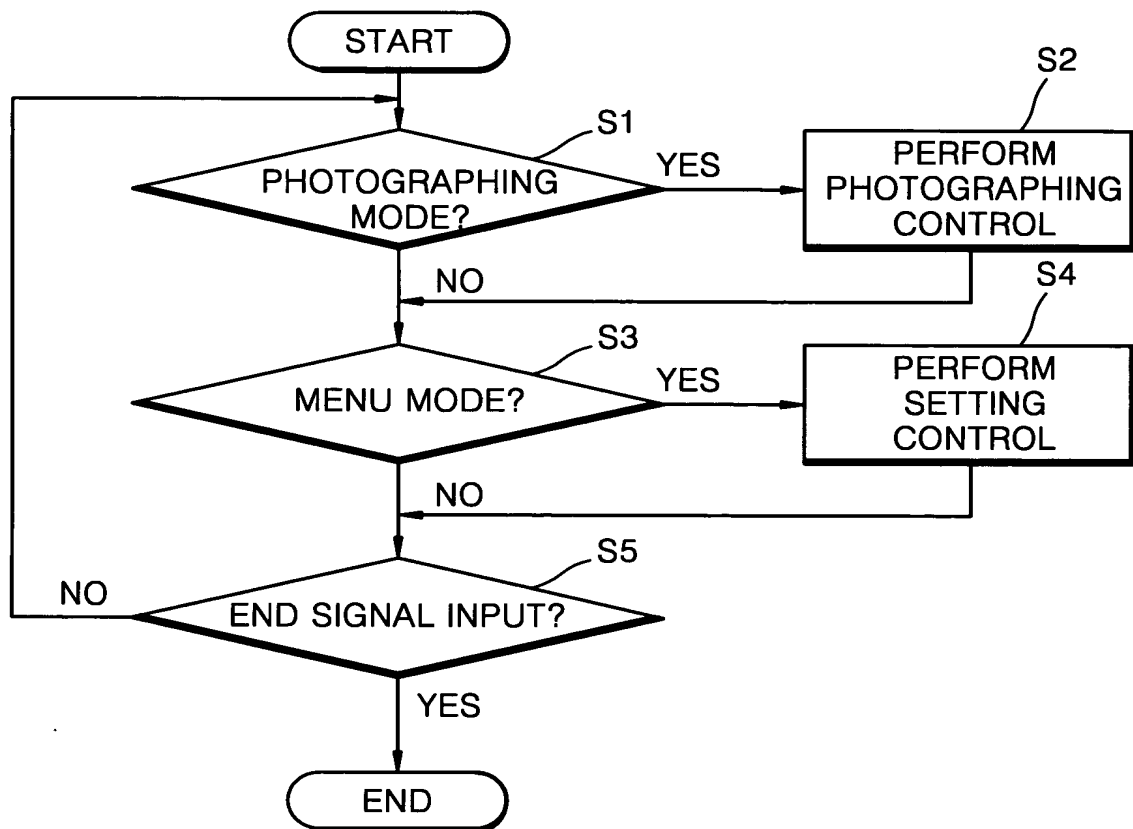 START
S1
S2
PHOTOGRAPHING
MODE?
YES
PERFORM
PHOTOGRAPHING
CONTROL
NO
S3
S4
MENU MODE?
YES
PERFORM
SETTING
CONTROL
NO
S5
NO
END SIGNAL INPUT?
YES
END